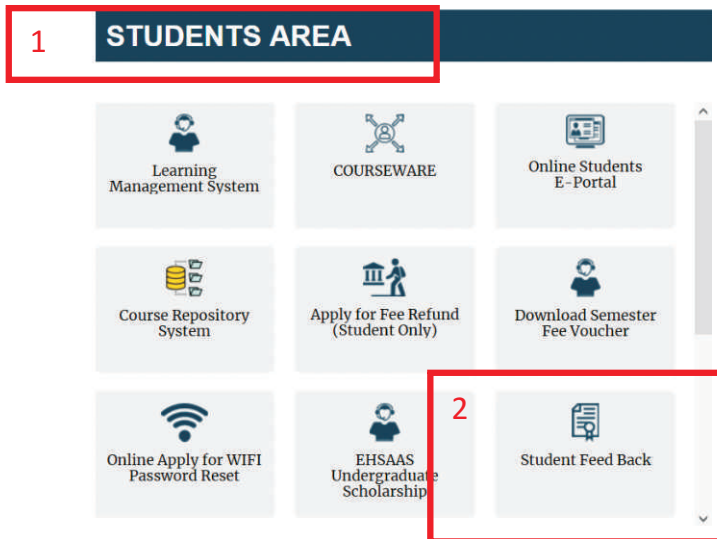 1
STUDENTS AREA
Learning
Management System
COURSEWARE
Online Students
E-Portal
Course Repository
System
Apply for Fee Refund
(Student Only)
Download Semester
Fee Voucher
2
Online Apply for WIFI
Password Reset
EHSAAS
Undergraduate
Scholarship
Student Feed Back